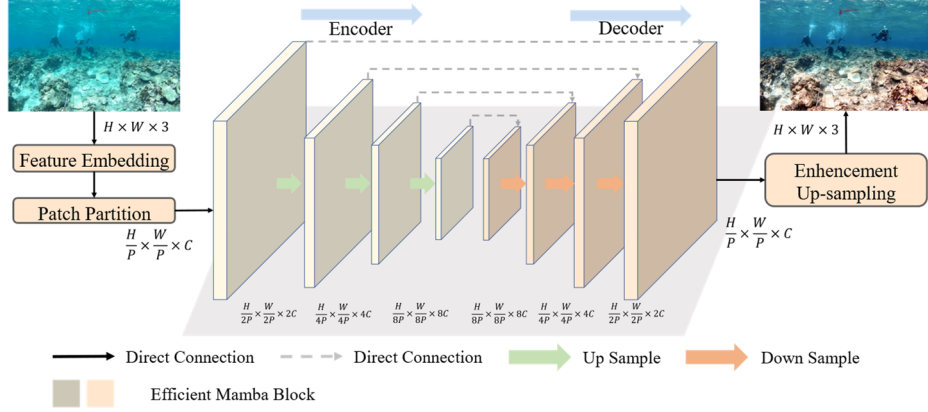 Encoder
Decoder
H × W × 3
Feature Embedding
Patch Partition
H/P × W/P × C
H/2P × W/2P × 2C
H/4P × W/4P × 4C
H/8P × W/8P × 8C
H/8P × W/8P × 8C
H/4P × W/4P × 4C
H/2P × W/2P × 2C
H/P × W/P × C
H × W × 3
Enhencement
Up-sampling
Direct Connection
Direct Connection
Up Sample
Down Sample
Efficient Mamba Block